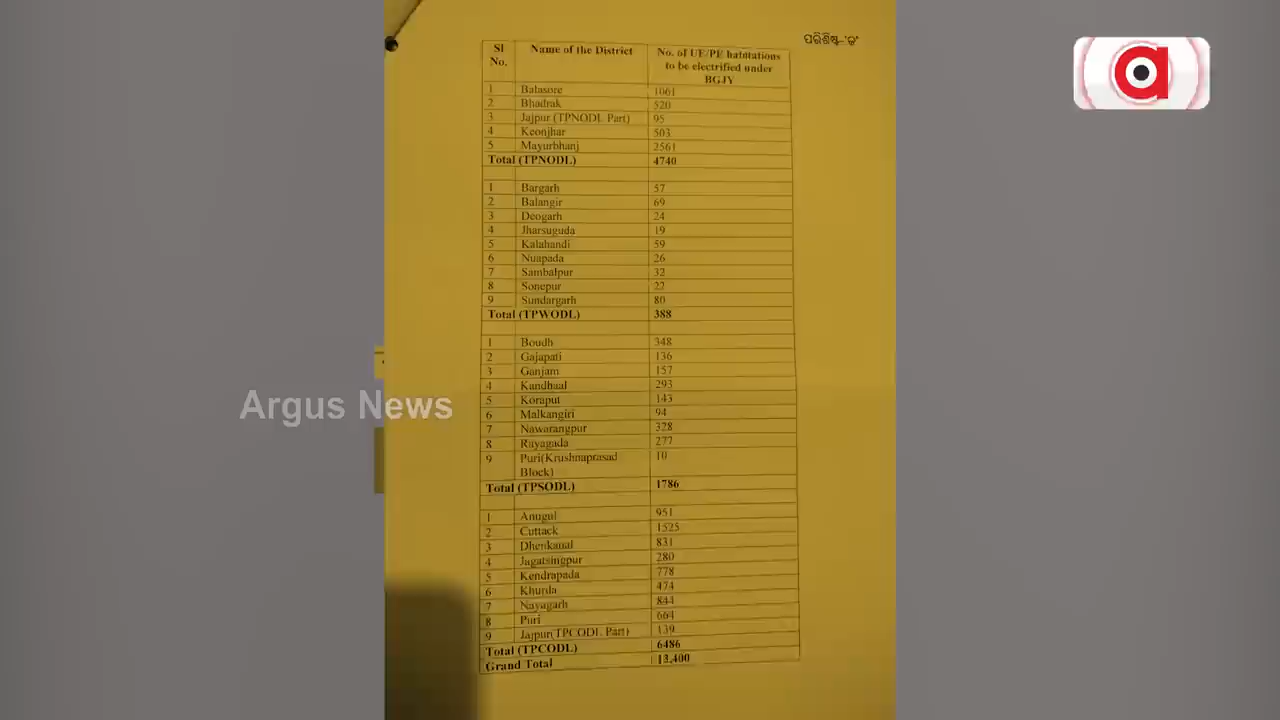 ପରିଶିଷ୍ଟ-'ଜ'
Sl No. Name of the District No. of UE/PE habitations to be electrified under BGJY
1 Balasore 1061
2 Bhadrak 520
3 Jajpur (TPNODL Part) 95
4 Keonjhar 503
5 Mayurbhanj 2561
Total (TPNODL) 4740
1 Bargarh 57
2 Balangir 69
3 Deogarh 24
4 Jharsuguda 19
5 Kalahandi 59
6 Nuapada 26
7 Sambalpur 32
8 Sonepur 22
9 Sundargarh 80
Total (TPWODL) 388
1 Boudh 348
2 Gajapati 136
3 Ganjam 157
4 Kandhaal 293
5 Koraput 143
6 Malkangiri 94
7 Nawarangpur 328
8 Rayagada 277
9 Puri(Krushnaprasad Block) 10
Total (TPSODL) 1786
1 Anugul 951
2 Cuttack 1525
3 Dhenkanal 831
4 Jagatsingpur 280
5 Kendrapada 778
6 Khurda 474
7 Nayagarh 844
8 Puri 664
9 Jajpur(TPCODL Part) 139
Total (TPCODL) 6486
Grand Total 13,400
Argus News
a